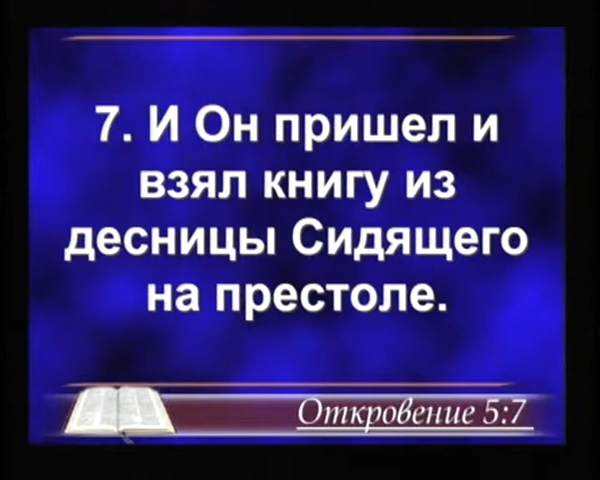 7. И Он пришел и
взял книгу из
десницы Сидящего
на престоле.
Откровение 5:7